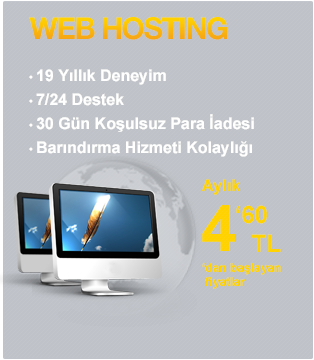 WEB HOSTING
· 19 Yıllık Deneyim
· 7/24 Destek
· 30 Gün Koşulsuz Para İadesi
· Barındırma Hizmeti Kolaylığı
Aylık
4'60 TL
'den başlayan
fiyatlar